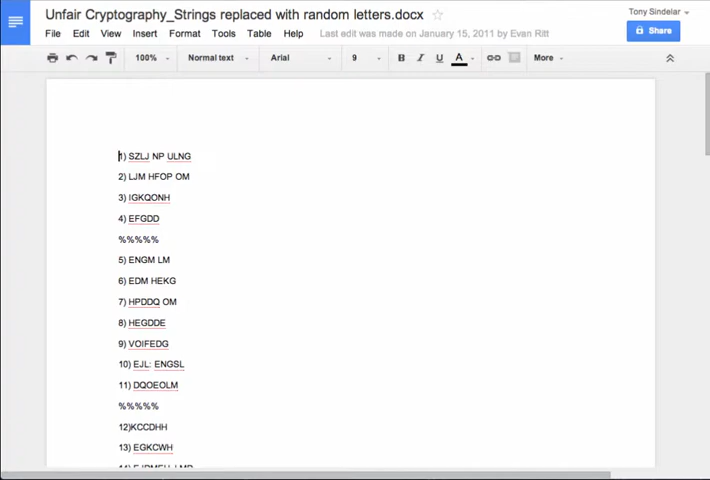 Unfair Cryptography_Strings replaced with random letters.docx
Tony Sindelar
File Edit View Insert Format Tools Table Help Last edit was made on January 15, 2011 by Evan Ritt
Share
100% Normal text Arial 9 B I U A More
1) SZLJ NP ULNG
2) LJM HFOP OM
3) IGKQONH
4) EFGDD
%%%%%
5) ENGM LM
6) EDM HEKG
7) HPDDQ OM
8) HEGDDE
9) VOIFEDG
10) EJL: ENGSL
11) DQOEOLM
%%%%%
12)KCCDHH
13) EGKCWH